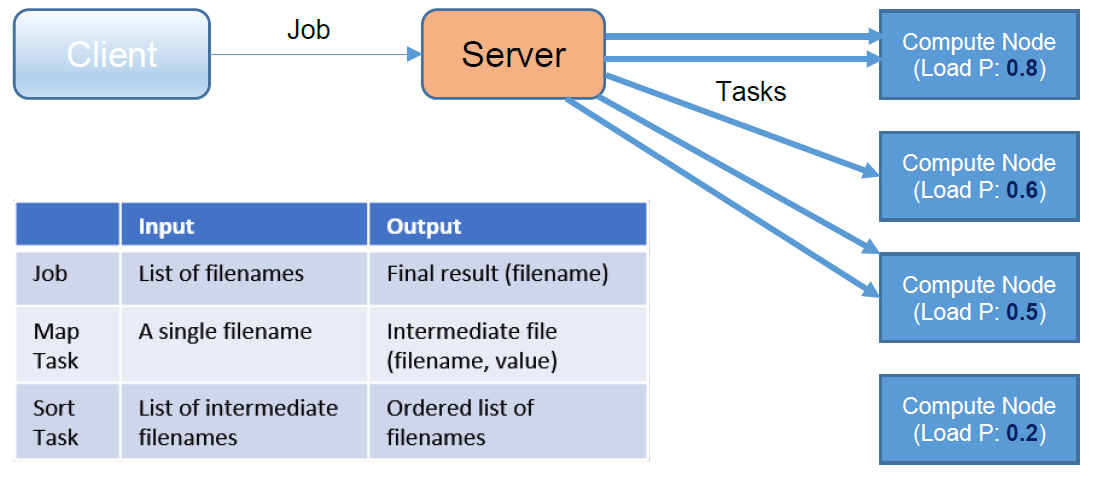 Client
Job
Server
Tasks
Compute Node
(Load P: 0.8)
Compute Node
(Load P: 0.6)
Compute Node
(Load P: 0.5)
Compute Node
(Load P: 0.2)
Input Output
Job List of filenames Final result (filename)
Map A single filename Intermediate file
Task (filename, value)
Sort List of intermediate Ordered list of
Task filenames filenames